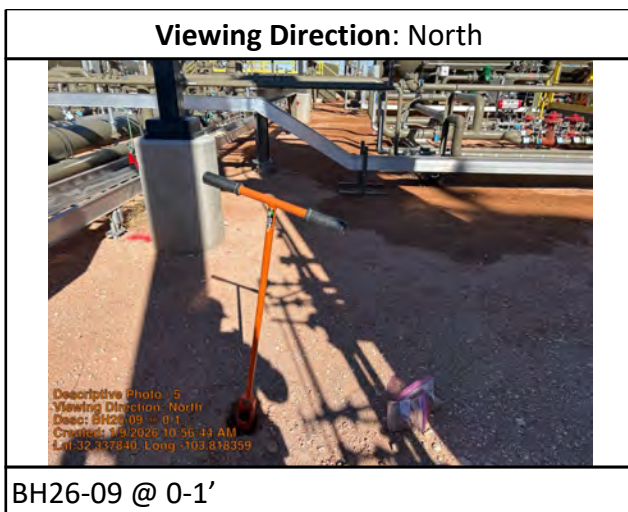 Viewing Direction: North
Descriptive Photo - 5
Viewing Direction: North
Desc: BH26-09 @ 0-1'
Created: 1/9/2026 10:56:44 AM
Lat:32.337840, Long:-103.818359
BH26-09 @ 0-1’